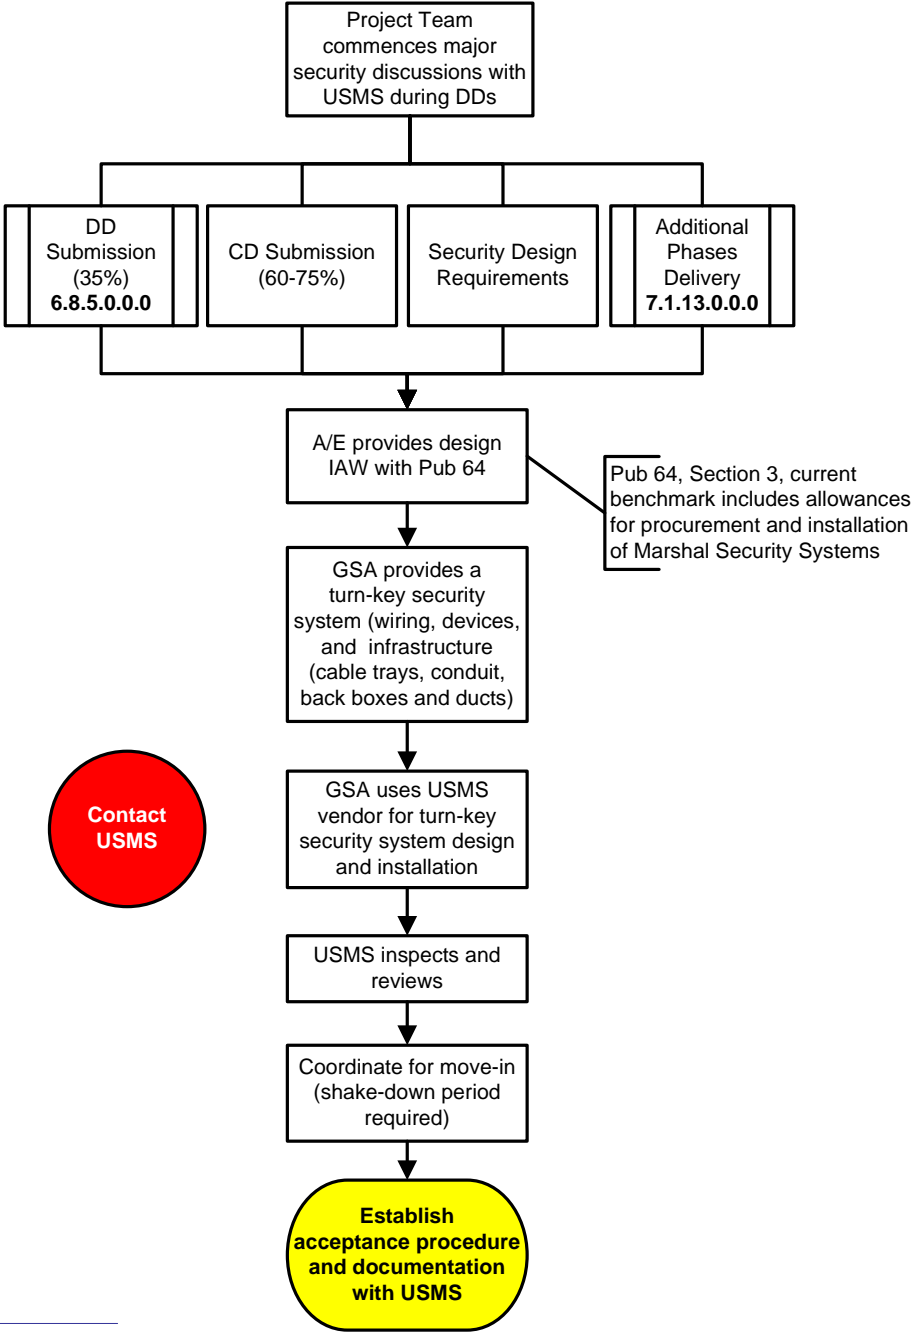 Project Team
commences major
security discussions with
USMS during DDs
DD
Submission
(35%)
6.8.5.0.0.0
CD Submission
(60-75%)
Security Design
Requirements
Additional
Phases
Delivery
7.1.13.0.0.0
A/E provides design
IAW with Pub 64
Pub 64, Section 3, current
benchmark includes allowances
for procurement and installation
of Marshal Security Systems
GSA provides a
turn-key security
system (wiring, devices,
and infrastructure
(cable trays, conduit,
back boxes and ducts)
Contact
USMS
GSA uses USMS
vendor for turn-key
security system design
and installation
USMS inspects and
reviews
Coordinate for move-in
(shake-down period
required)
Establish
acceptance procedure
and documentation
with USMS